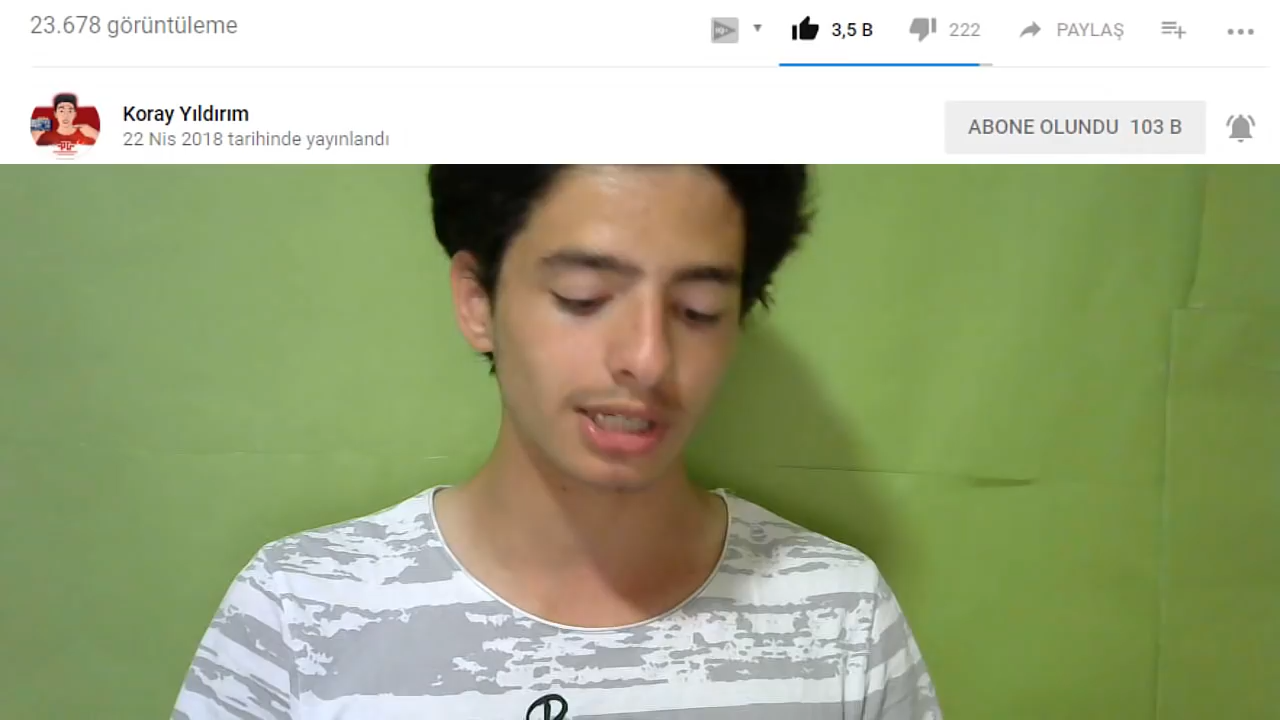 23.678 görüntüleme
3,5 B 222 PAYLAŞ
Koray Yıldırım
22 Nis 2018 tarihinde yayınlandı
ABONE OLUNDU 103 B